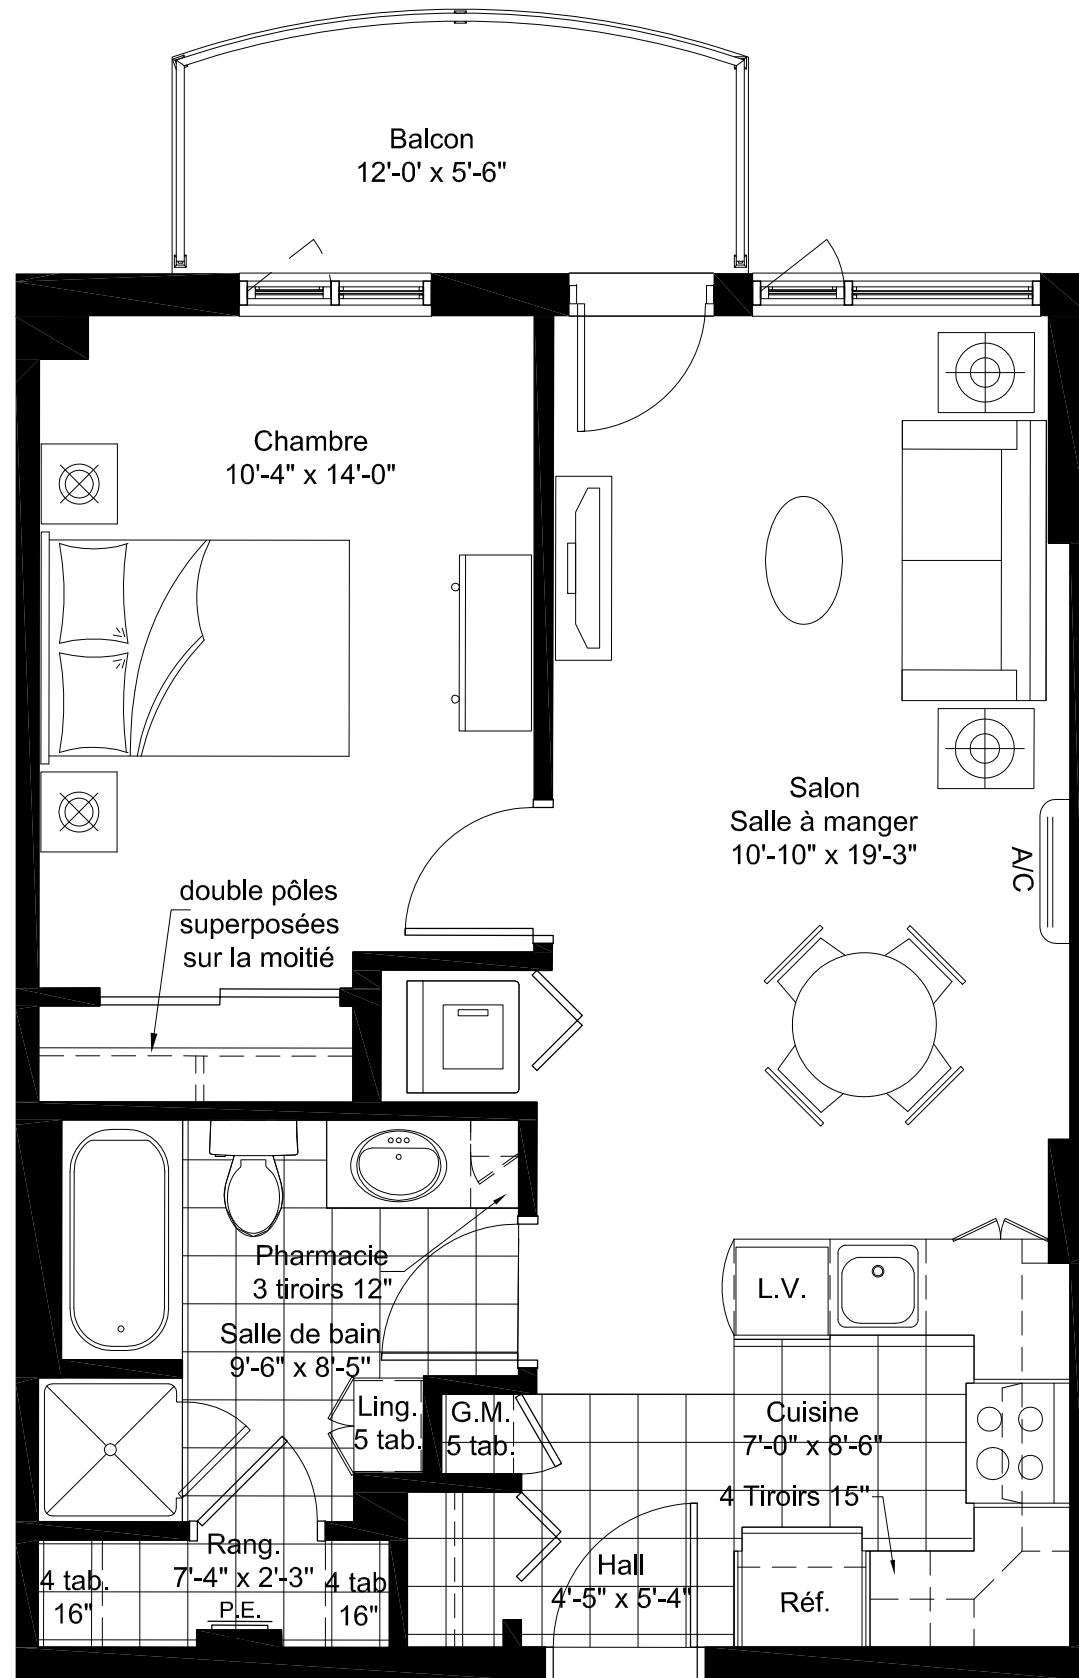 Balcon
12'-0' x 5'-6"
Chambre
10'-4" x 14'-0"
Salon
Salle à manger
10'-10" x 19'-3"
A/C
double pôles
superposées
sur la moitié
Pharmacie
3 tiroirs 12"
Salle de bain
9'-6" x 8'-5"
L.V.
Ling.
5 tab.
G.M.
5 tab.
Cuisine
7'-0" x 8'-6"
4 Tiroirs 15"
Rang.
7'-4" x 2'-3"
P.E.
4 tab.
16"
4 tab
16"
Hall
4'-5" x 5'-4"
Réf.